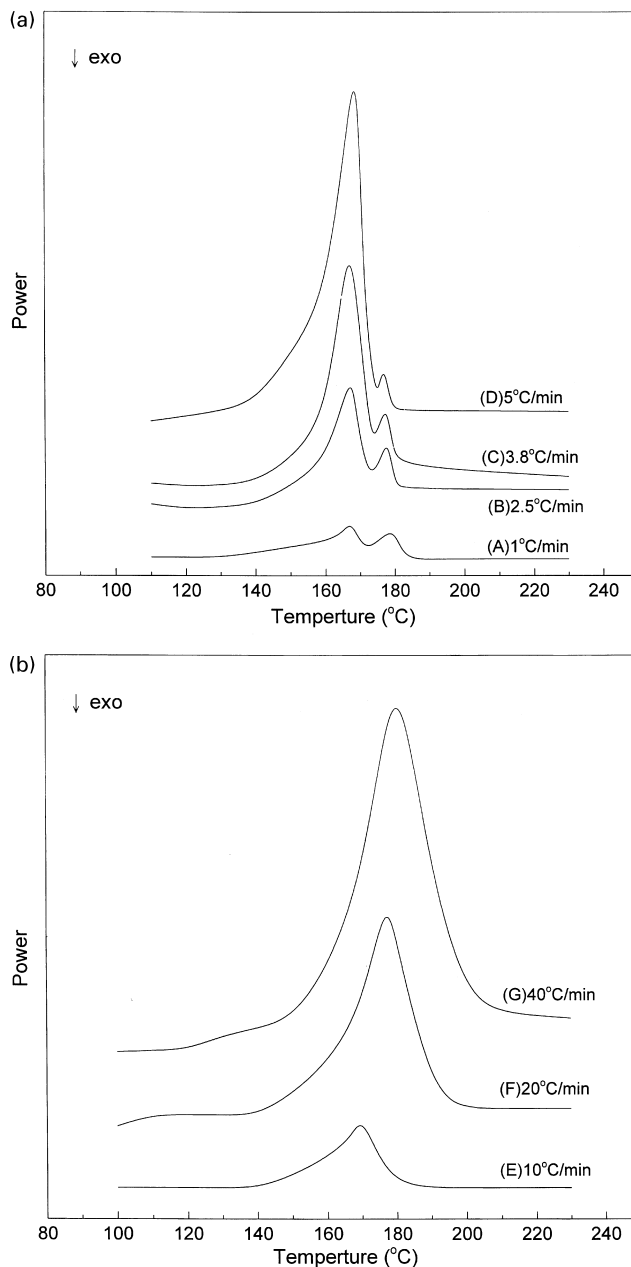 (a)
↓ exo
Power
(D)5°C/min
(C)3.8°C/min
(B)2.5°C/min
(A)1°C/min
80 100 120 140 160 180 200 220 240
Temperture (°C)
(b)
↓ exo
Power
(G)40°C/min
(F)20°C/min
(E)10°C/min
80 100 120 140 160 180 200 220 240
Temperture (°C)